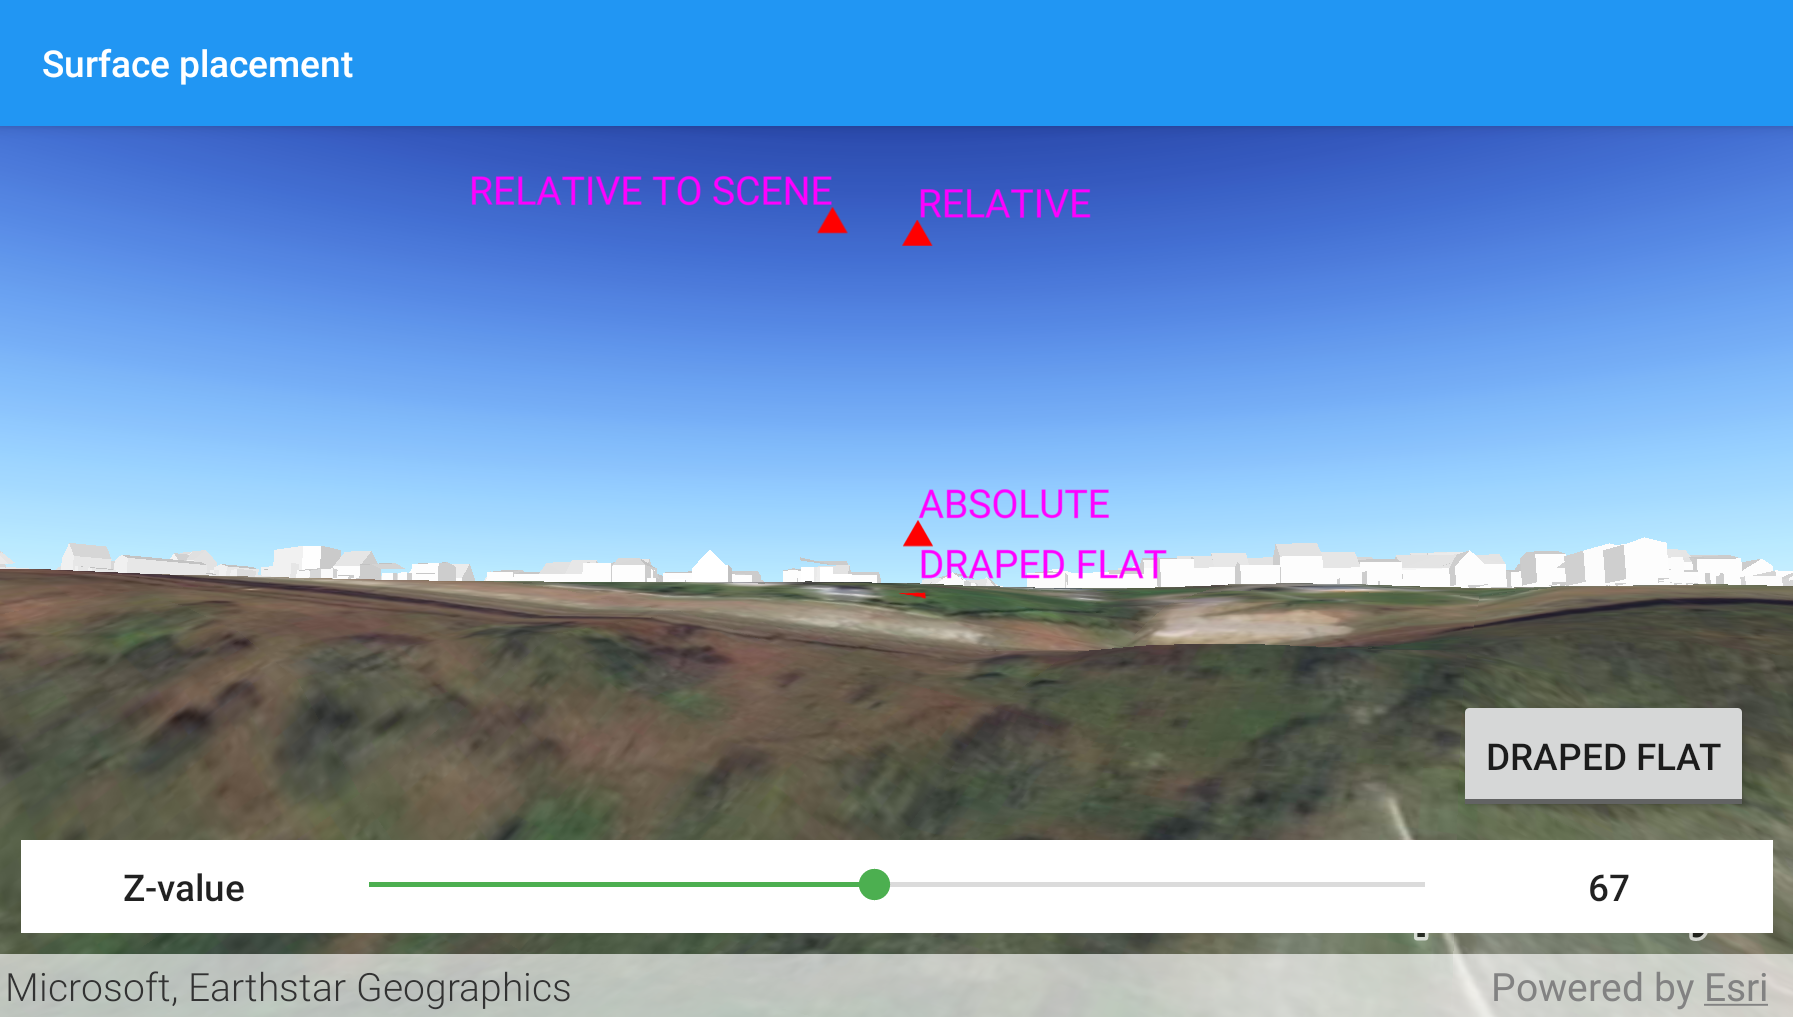 Surface placement
RELATIVE TO SCENE
RELATIVE
ABSOLUTE
DRAPED FLAT
DRAPED FLAT
Z-value
67
Microsoft, Earthstar Geographics
Powered by Esri